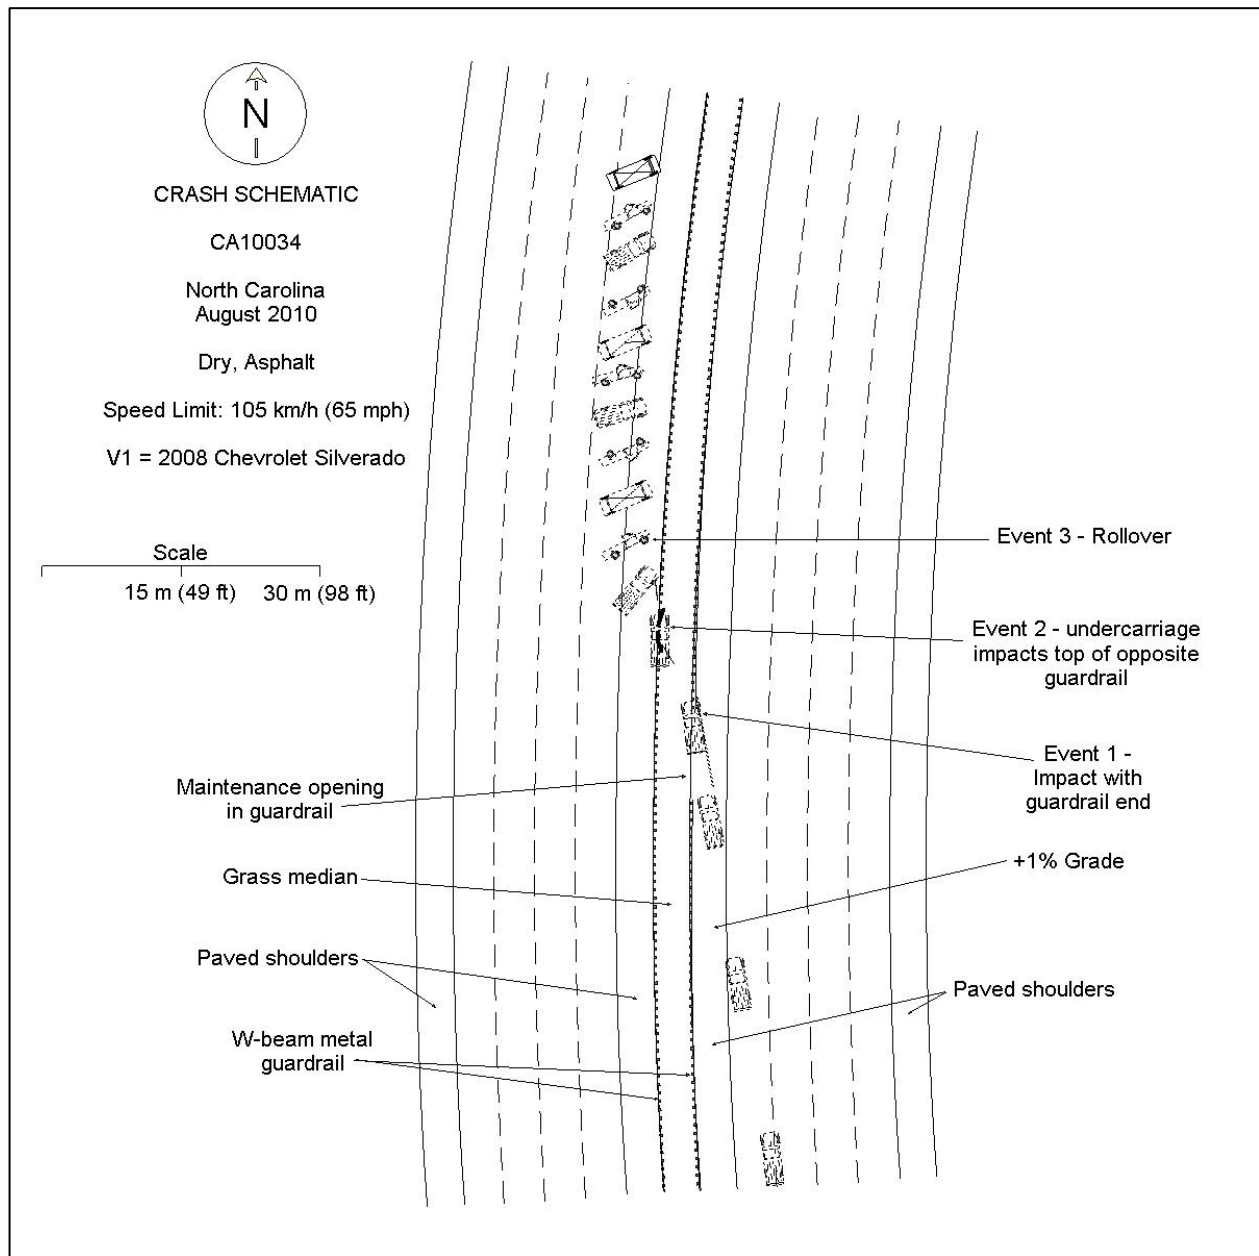 N
CRASH SCHEMATIC
CA10034
North Carolina
August 2010
Dry, Asphalt
Speed Limit: 105 km/h (65 mph)
V1 = 2008 Chevrolet Silverado
Scale
15 m (49 ft) 30 m (98 ft)
Event 3 - Rollover
Event 2 - undercarriage
impacts top of opposite
guardrail
Event 1 -
Impact with
guardrail end
Maintenance opening
in guardrail
+1% Grade
Grass median
Paved shoulders
Paved shoulders
W-beam metal
guardrail